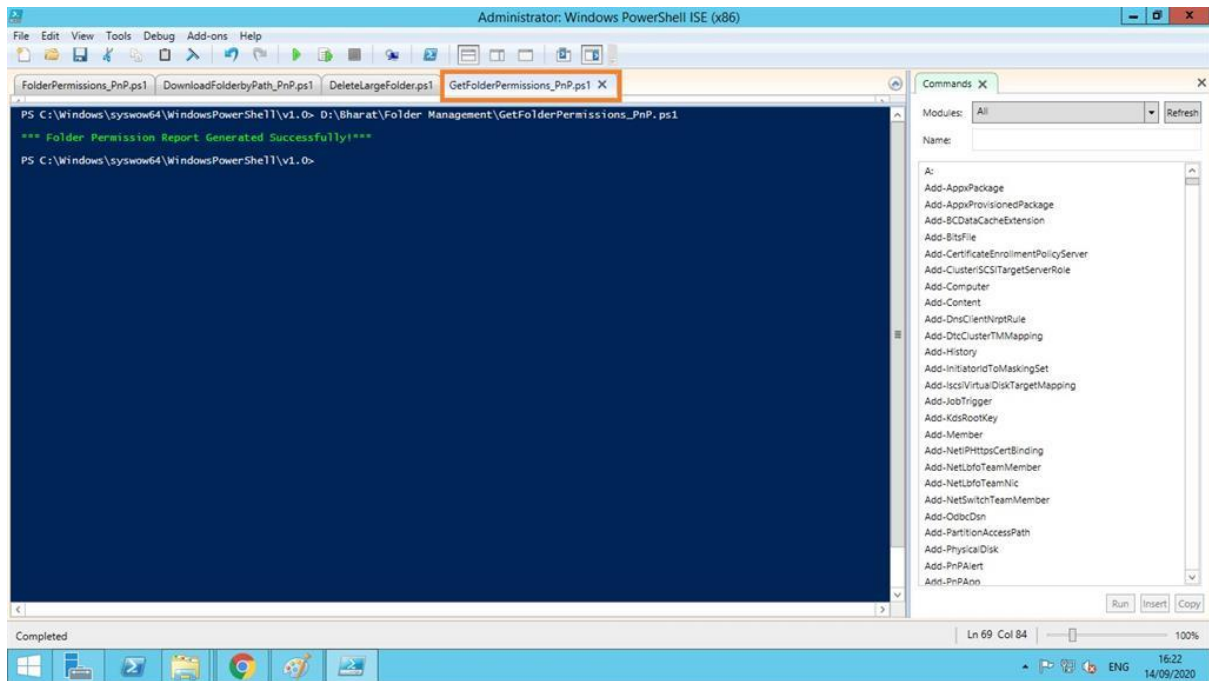 Administrator: Windows PowerShell ISE (x86)
File Edit View Tools Debug Add-ons Help
FolderPermissions_PnP.ps1 DownloadFolderbyPath_PnP.ps1 DeleteLargeFolder.ps1 GetFolderPermissions_PnP.ps1 X
PS C:\Windows\syswow64\WindowsPowerShell\v1.0> D:\Bharat\Folder Management\GetFolderPermissions_PnP.ps1
*** Folder Permission Report Generated Successfully!***
PS C:\Windows\syswow64\WindowsPowerShell\v1.0>
Commands X
Modules: All Refresh
Name:
A:
Add-AppxPackage
Add-AppxProvisionedPackage
Add-BCDataCacheExtension
Add-BitsFile
Add-CertificateEnrollmentPolicyServer
Add-ClusteriSCSITargetServerRole
Add-Computer
Add-Content
Add-DnsClientNrptRule
Add-DtcClusterTMMapping
Add-History
Add-InitiatorIdToMaskingSet
Add-IscsiVirtualDiskTargetMapping
Add-JobTrigger
Add-KdsRootKey
Add-Member
Add-NetIPHttpsCertBinding
Add-NetLbfoTeamMember
Add-NetLbfoTeamNic
Add-NetSwitchTeamMember
Add-OdbcDsn
Add-PartitionAccessPath
Add-PhysicalDisk
Add-PnPAlert
Add-PnPApp
Run Insert Copy
Completed
Ln 69 Col 84
100%
ENG
16:22
14/09/2020